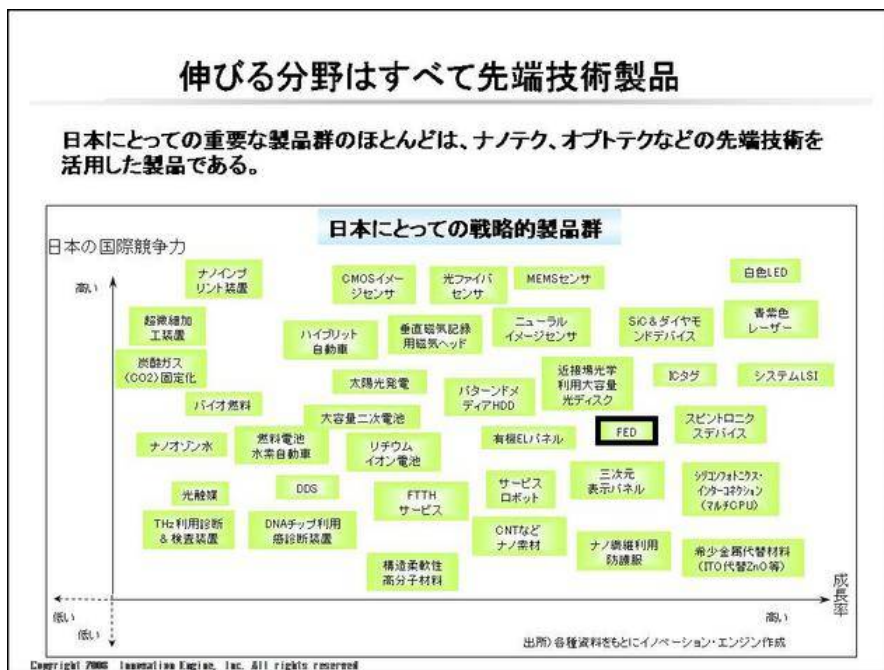 伸びる分野はすべて先端技術製品
日本にとっての重要な製品群のほとんどは、ナノテク、オプトテクなどの先端技術を
活用した製品である。
日本にとっての戦略的製品群
日本の国際競争力
高い
ナノインプ
リント装置
CMOSイメー
ジセンサ
光ファイバ
センサ
MEMSセンサ
白色LED
超微細加
工装置
ハイブリット
自動車
垂直磁気記録
用磁気ヘッド
ニューラル
イメージセンサ
SiC&ダイヤモ
ンドデバイス
青紫色
レーザー
炭酸ガス
(CO2)固定化
太陽光発電
パターンドメ
ディアHDD
近接場光学
利用大容量
光ディスク
ICタグ
システムLSI
バイオ燃料
大容量二次電池
ナノオゾン水
燃料電池
水素自動車
リチウム
イオン電池
有機ELパネル
FED
スピントロニク
スデバイス
光触媒
DDS
FTTH
サービス
サービス
ロボット
三次元
表示パネル
シリコンフォトニクス・
インターコネクション
(マルチCPU)
THz利用診断
&検査装置
DNAチップ利用
癌診断装置
CNTなど
ナノ素材
ナノ繊維利用
防護服
希少金属代替材料
(ITO代替ZnO等)
構造柔軟性
高分子材料
成長率
低い
低い
高い
出所)各種資料をもとにイノベーション・エンジン作成
Copyright 2006 Innovation Engine, Inc. All rights reserved